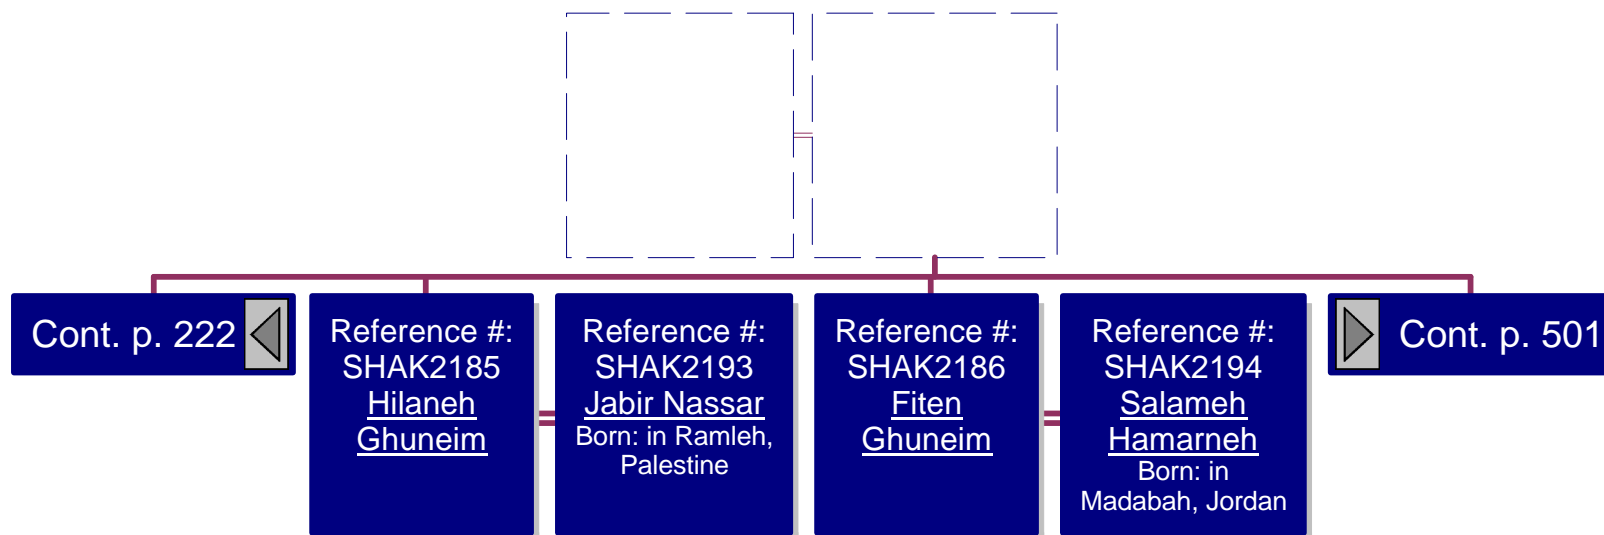 Cont. p. 222
Reference #:
SHAK2185
Hilaneh
Ghuneim
Reference #:
SHAK2193
Jabir Nassar
Born: in Ramleh,
Palestine
Reference #:
SHAK2186
Fiten
Ghuneim
Reference #:
SHAK2194
Salameh
Hamarneh
Born: in
Madabah, Jordan
Cont. p. 501